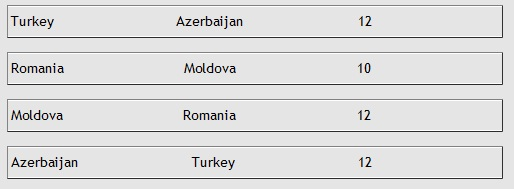 Turkey Azerbaijan 12
Romania Moldova 10
Moldova Romania 12
Azerbaijan Turkey 12